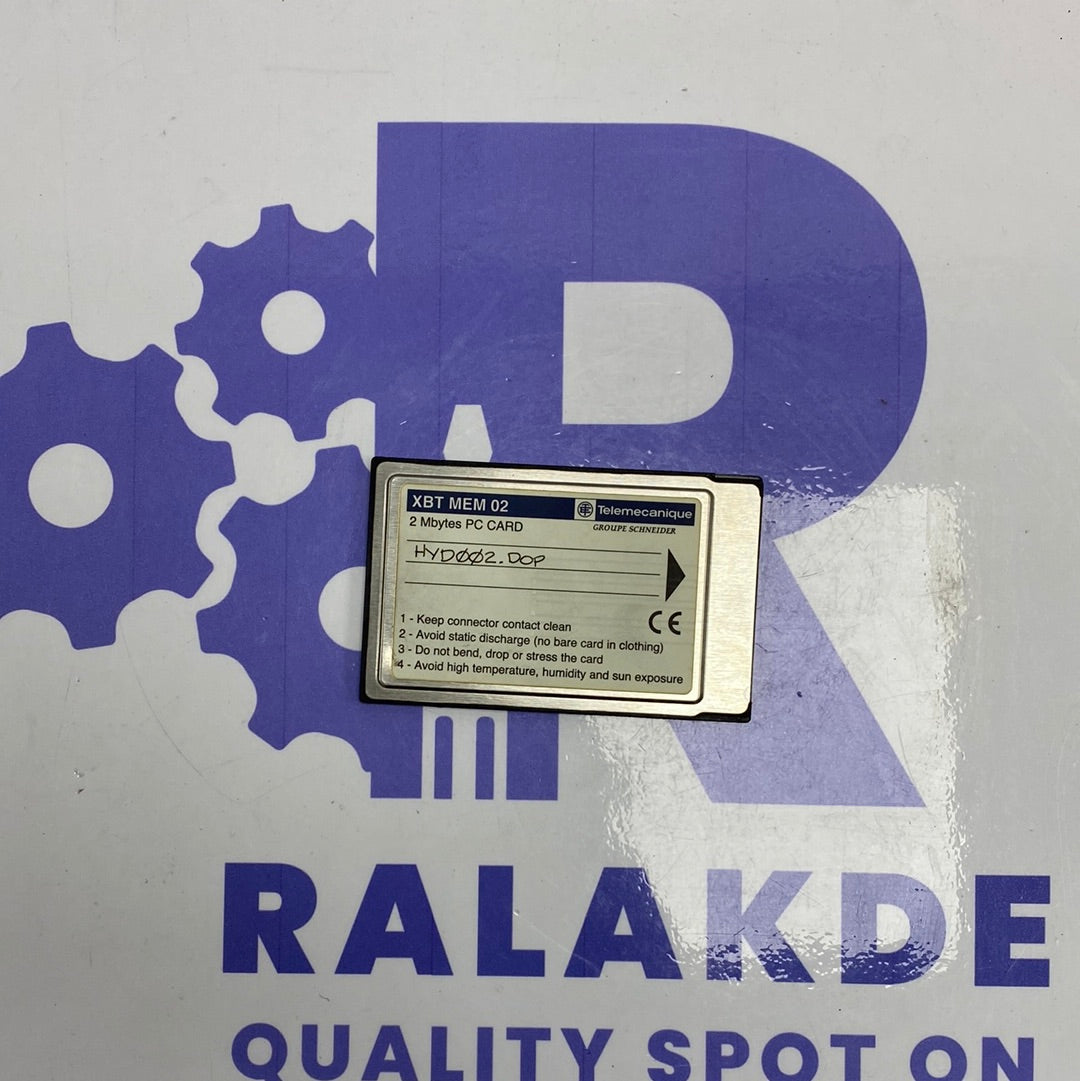 XBT MEM 02
Telemecanique
2 Mbytes PC CARD
GROUPE SCHNEIDER
HYD002.DOP
CE
1 - Keep connector contact clean
2 - Avoid static discharge (no bare card in clothing)
3 - Do not bend, drop or stress the card
4 - Avoid high temperature, humidity and sun exposure
RALAKDE
QUALITY SPOT ON